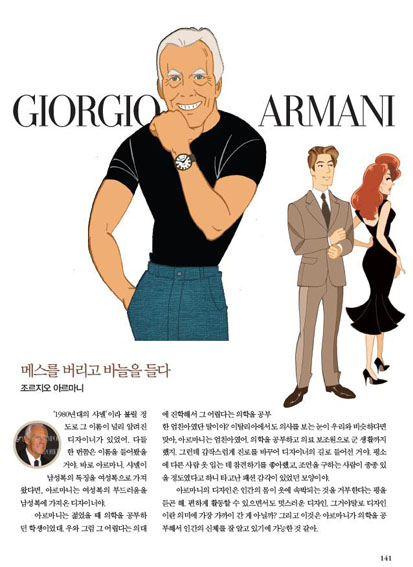 GIORGIO ARMANI
메스를 버리고 바늘을 들다
조르지오 아르마니
'1980년대의 샤넬'이라 불릴 정
도로 그 이름이 널리 알려진
디자이너가 있었어. 다들
한 번쯤은 이름을 들어봤을
거야. 바로 아르마니. 샤넬이
남성복의 특징을 여성복으로 가져
왔다면, 아르마니는 여성복의 부드러움을
남성복에 가져온 디자이너야.
아르마니는 젊었을 때 의학을 공부하
던 학생이었대. 우와 그럼 그 어렵다는 의대
에 진학해서 그 어렵다는 의학을 공부
한 엄친아였단 말이야? 이탈리아에서도 의사를 보는 눈이 우리와 비슷하다면
맞아, 아르마니는 엄친아였어. 의학을 공부하고 의료 보조원으로 군 생활까지
했지. 그런데 갑작스럽게 진로를 바꾸어 디자이너의 길로 들어선 거야. 평소
에 다른 사람 옷 입는 데 참견하기를 좋아했고, 조언을 구하는 사람이 종종 있
을 정도였다고 하니 타고난 패션 감각이 있었던 모양이야.
아르마니의 디자인은 인간의 몸이 옷에 속박되는 것을 거부한다는 평을
듣곤 해. 편하게 활동할 수 있으면서도 멋스러운 디자인. 그거야말로 디자인
이란 의미에 가장 가까이 간 게 아닐까? 그리고 이것은 아르마니가 의학을 공
부해서 인간의 신체를 잘 알고 있기에 가능한 것 같아.
141